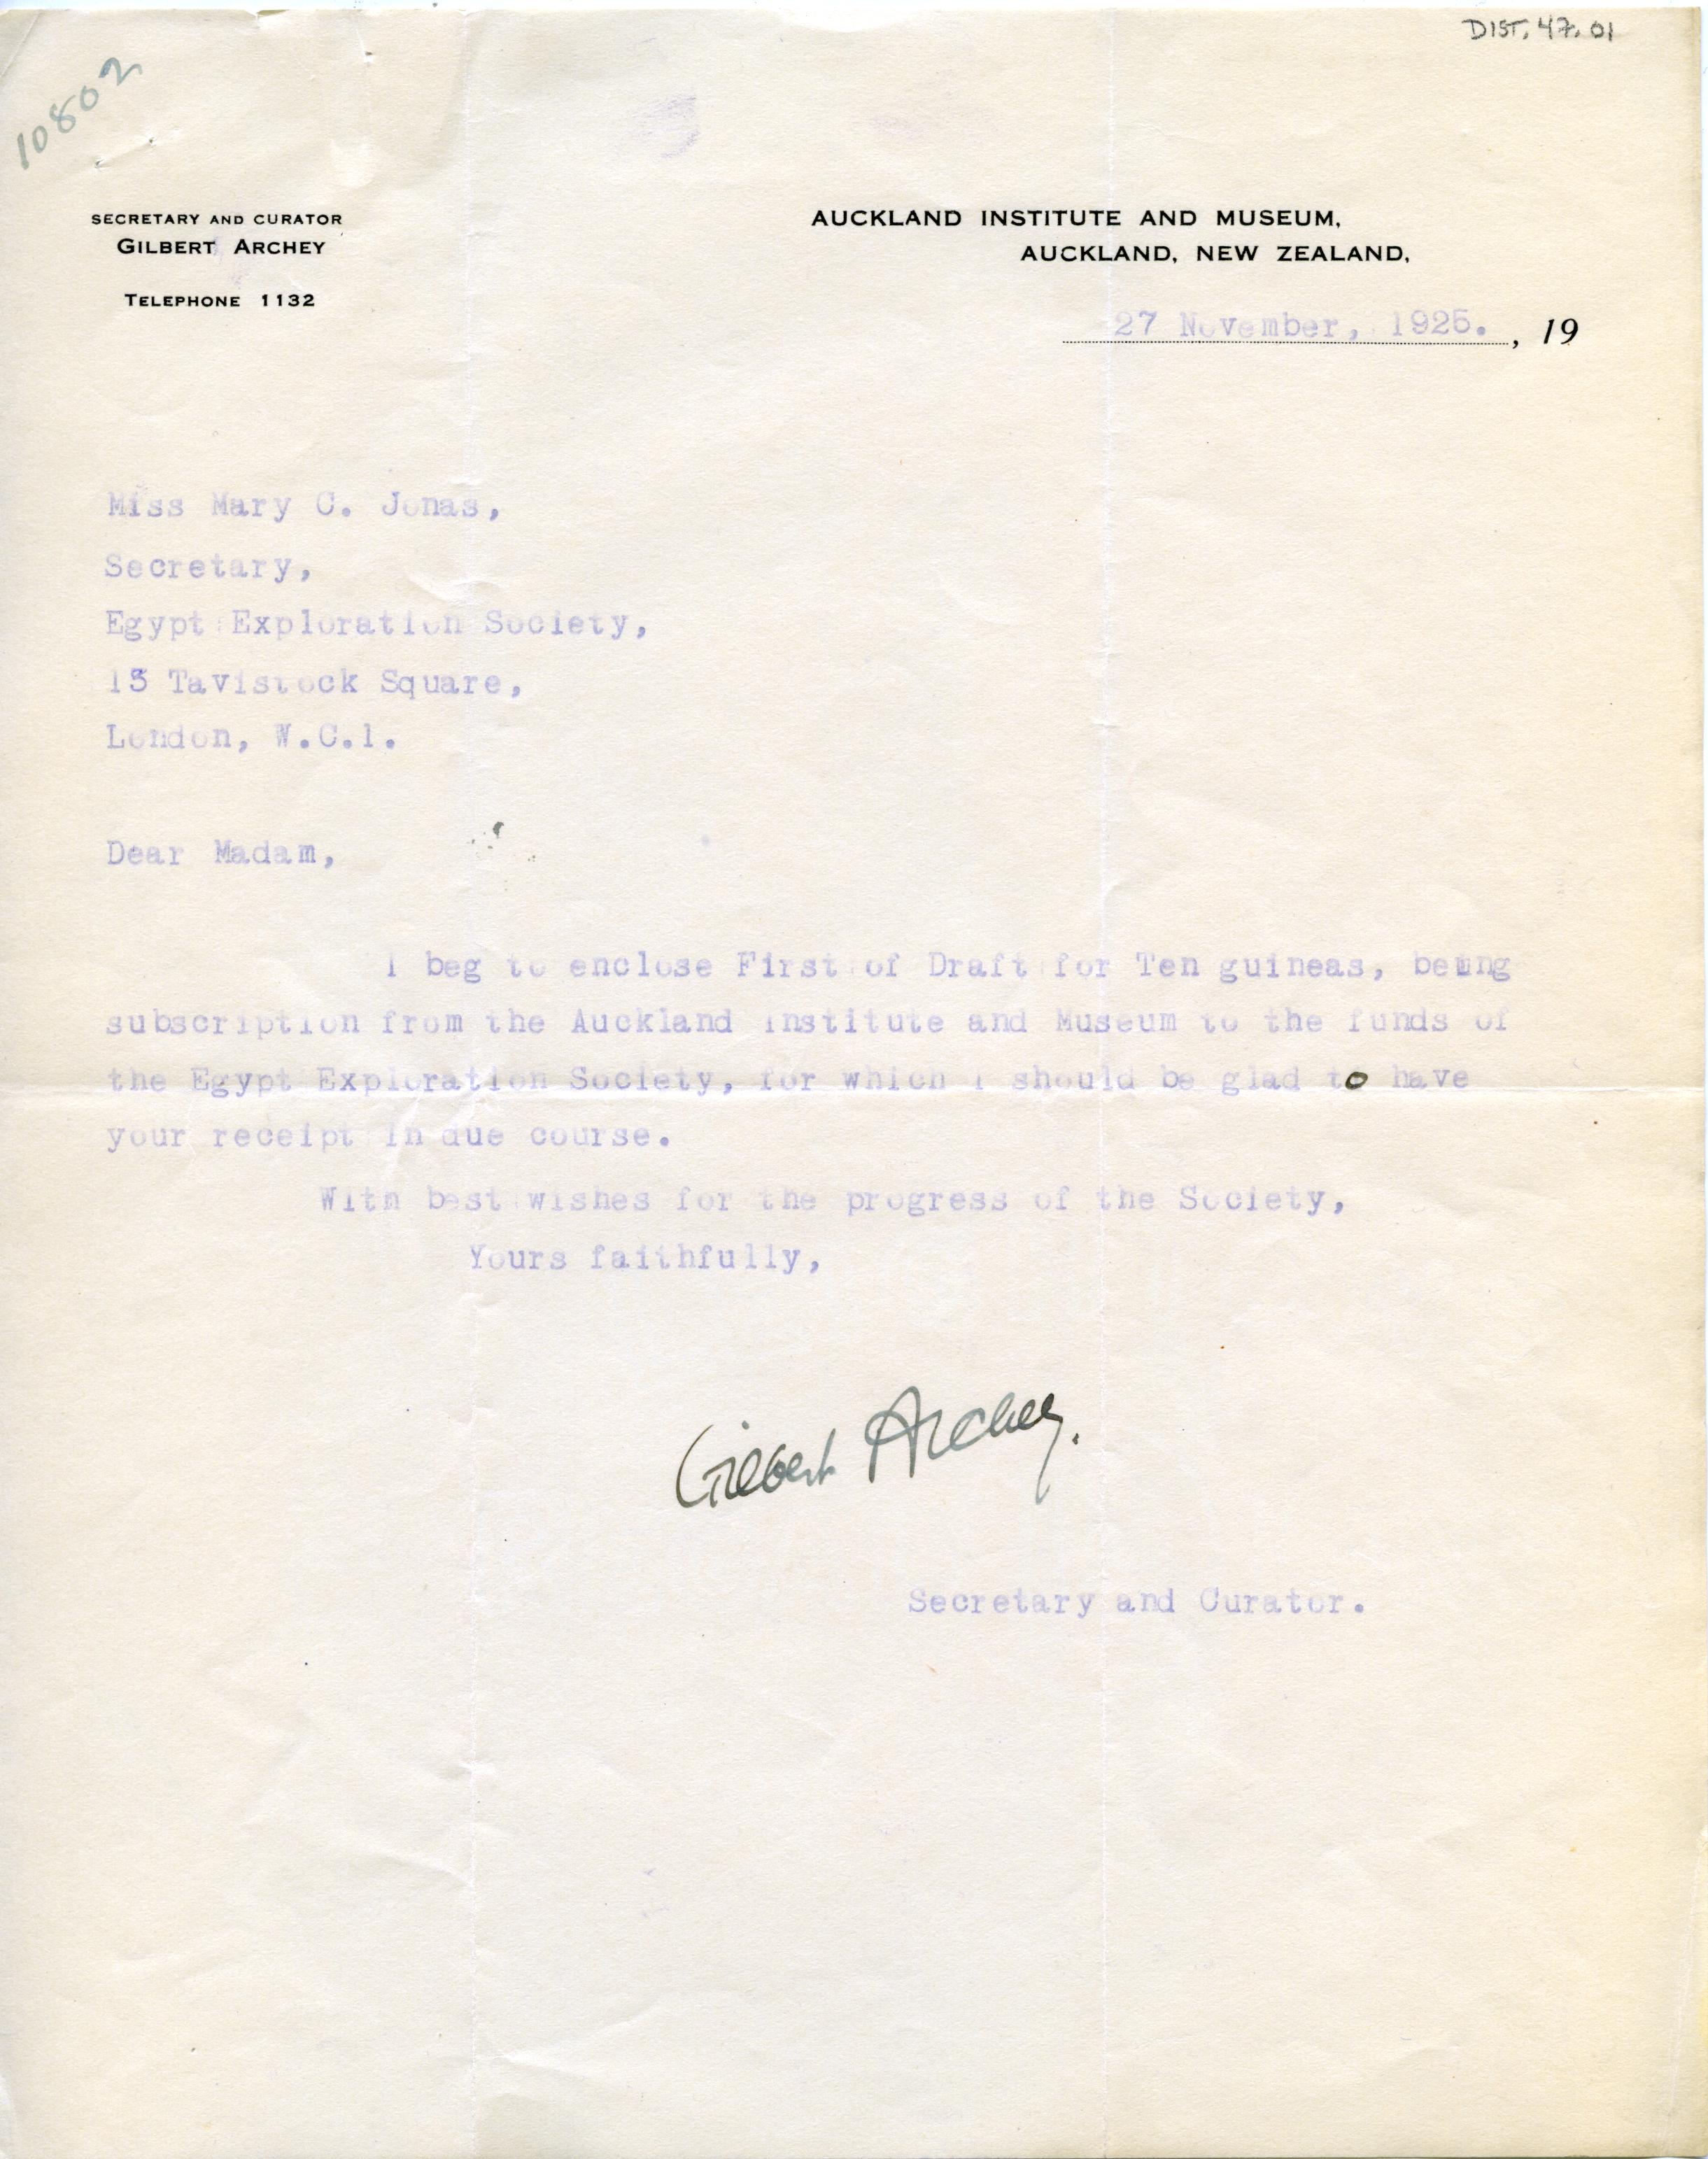 DIST. 47.01
10802
SECRETARY AND CURATOR
GILBERT ARCHEY
TELEPHONE 1132
AUCKLAND INSTITUTE AND MUSEUM,
AUCKLAND, NEW ZEALAND,
27 November, 1925. , 19
Miss Mary C. Jonas,
Secretary,
Egypt Exploration Society,
13 Tavistock Square,
London, W.C.1.
Dear Madam,
I beg to enclose First of Draft for Ten guineas, being
subscription from the Auckland Institute and Museum to the funds of
the Egypt Exploration Society, for which I should be glad to have
your receipt in due course.
With best wishes for the progress of the Society,
Yours faithfully,
Gilbert Archey.
Secretary and Curator.